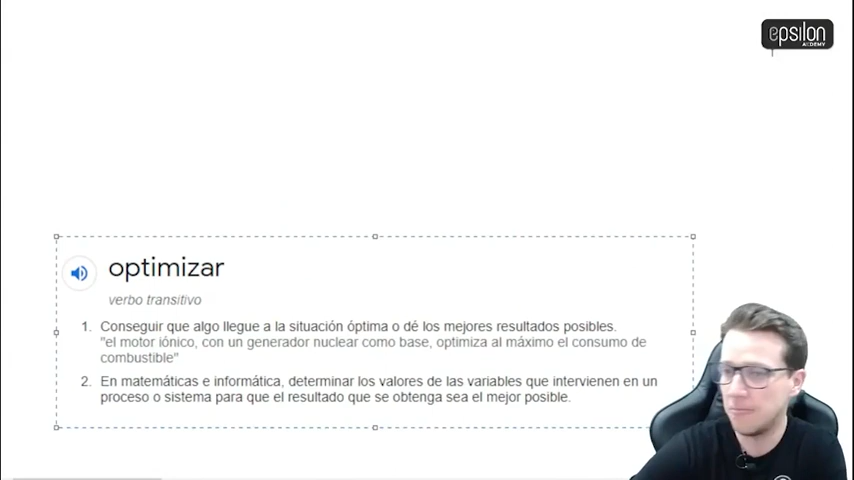 epsilon
ACADEMY
optimizar
verbo transitivo
1. Conseguir que algo llegue a la situación óptima o dé los mejores resultados posibles.
"el motor iónico, con un generador nuclear como base, optimiza al máximo el consumo de
combustible"
2. En matemáticas e informática, determinar los valores de las variables que intervienen en un
proceso o sistema para que el resultado que se obtenga sea el mejor posible.